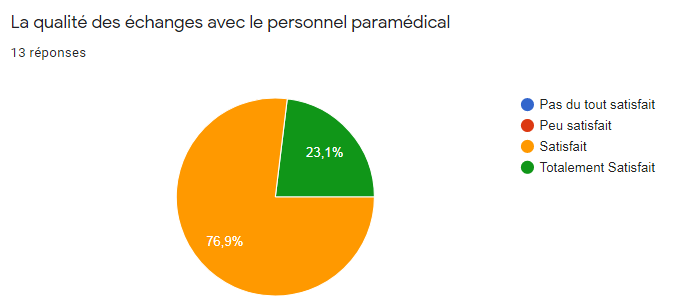 La qualité des échanges avec le personnel paramédical
13 réponses
Pas du tout satisfait
Peu satisfait
Satisfait
Totalement Satisfait
23,1%
76,9%